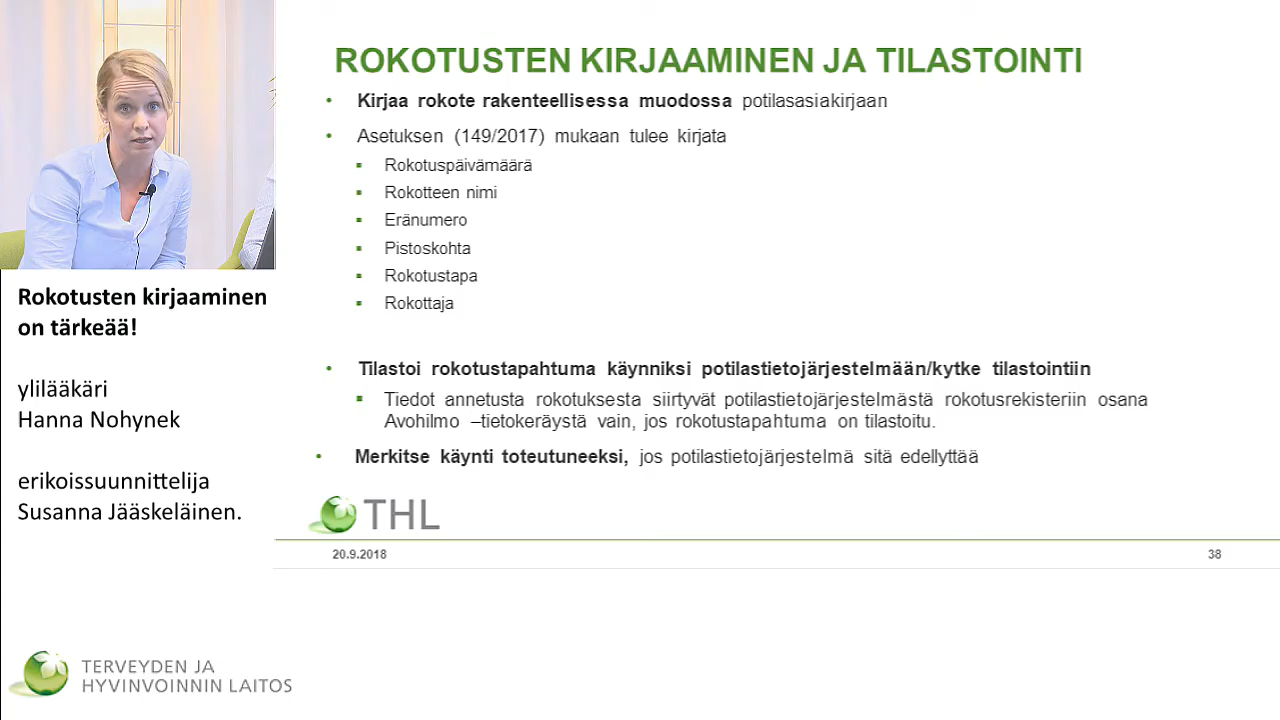 ROKOTUSTEN KIRJAAMINEN JA TILASTOINTI
• Kirjaa rokote rakenteellisessa muodossa potilasasiakirjaan
• Asetuksen (149/2017) mukaan tulee kirjata
▪ Rokotuspäivämäärä
▪ Rokotteen nimi
▪ Eränumero
▪ Pistoskohta
▪ Rokotustapa
▪ Rokottaja
• Tilastoi rokotustapahtuma käynniksi potilastietojärjestelmään/kytke tilastointiin
▪ Tiedot annetusta rokotuksesta siirtyvät potilastietojärjestelmästä rokotusrekisteriin osana
Avohilmo –tietokeräystä vain, jos rokotustapahtuma on tilastoitu.
• Merkitse käynti toteutuneeksi, jos potilastietojärjestelmä sitä edellyttää
THL
20.9.2018
38
Rokotusten kirjaaminen
on tärkeää!
ylilääkäri
Hanna Nohynek
erikoissuunnittelija
Susanna Jääskeläinen.
TERVEYDEN JA
HYVINVOINNIN LAITOS